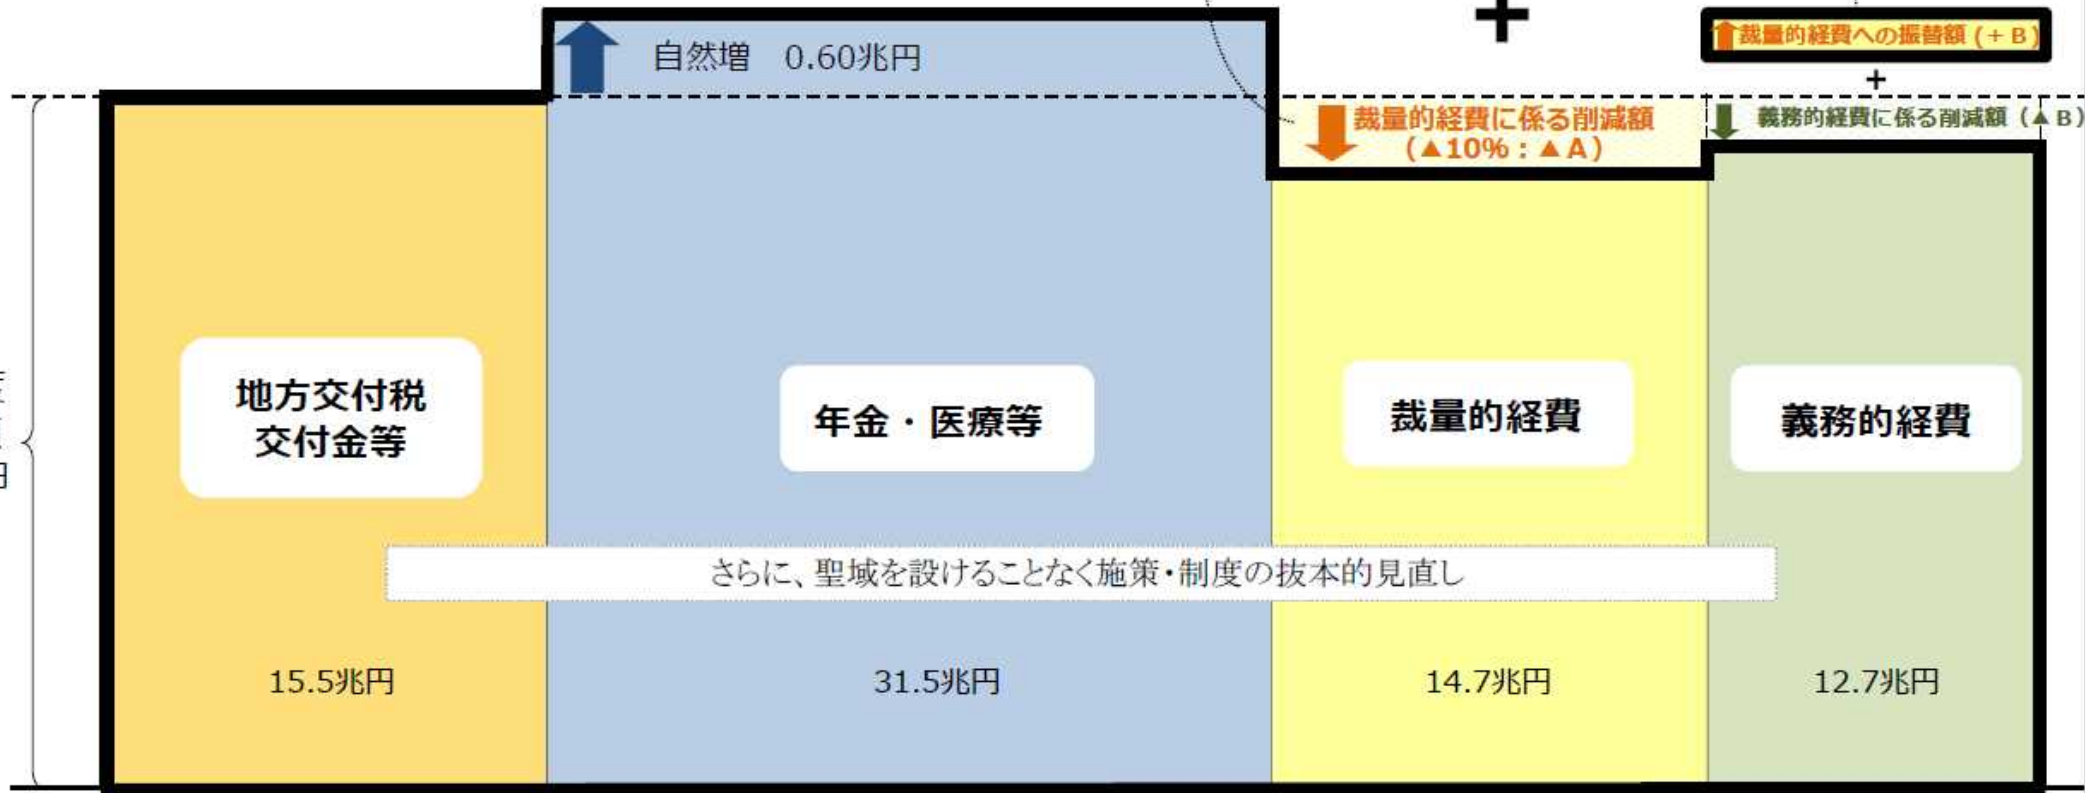 +
裁量的経費への振替額(+B)
自然増 0.60兆円
+
裁量的経費に係る削減額
(▲10%:▲A)
義務的経費に係る削減額(▲B)
地方交付税
交付金等
年金・医療等
裁量的経費
義務的経費
円
さらに、聖域を設けることなく施策・制度の抜本的見直し
15.5兆円
31.5兆円
14.7兆円
12.7兆円